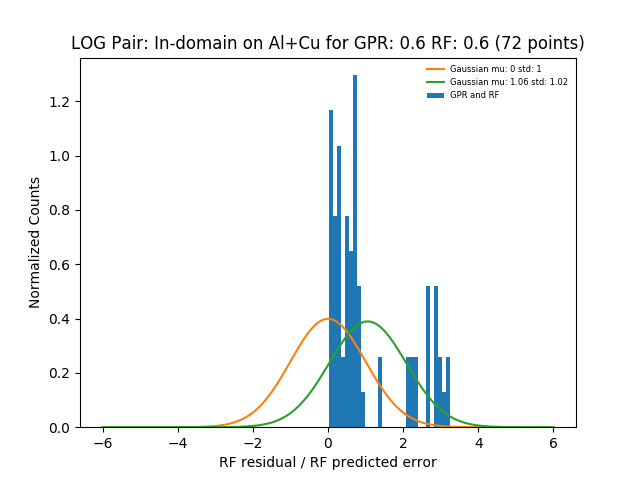 LOG Pair: In-domain on Al+Cu for GPR: 0.6 RF: 0.6 (72 points)
Gaussian mu: 0 std: 1
Gaussian mu: 1.06 std: 1.02
GPR and RF
1.2
1.0
0.8
0.6
0.4
0.2
0.0
Normalized Counts
−6 −4 −2 0 2 4 6
RF residual / RF predicted error